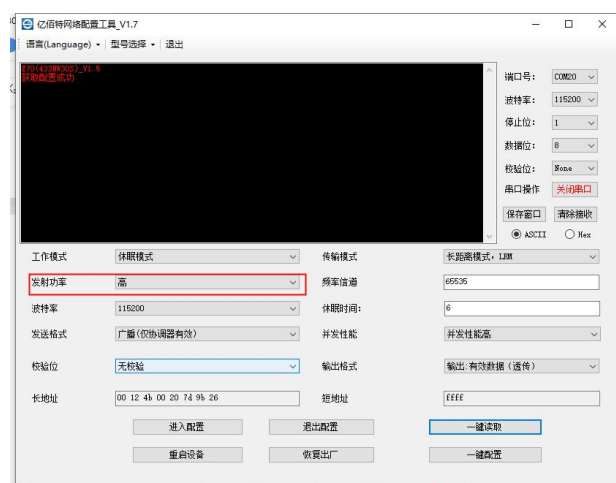 亿佰特网络配置工具_V1.7
语言(Language) 型号选择 退出
E70(433NW30S)_V1.5
获取配置成功
端口号: COM20
波特率: 115200
停止位: 1
数据位: 8
校验位: None
串口操作 关闭串口
保存窗口 清除接收
ASCII Hex
工作模式 休眠模式 传输模式 长距离模式, LRM
发射功率 高 频率信道 65535
波特率 115200 休眠时间: 6
发送格式 广播(仅协调器有效) 并发性能 并发性能高
校验位 无校验 输出格式 输出:有效数据(透传)
长地址 00 12 4b 00 20 7d 9b 26 短地址 ffff
进入配置 退出配置 一键读取
重启设备 恢复出厂 一键配置